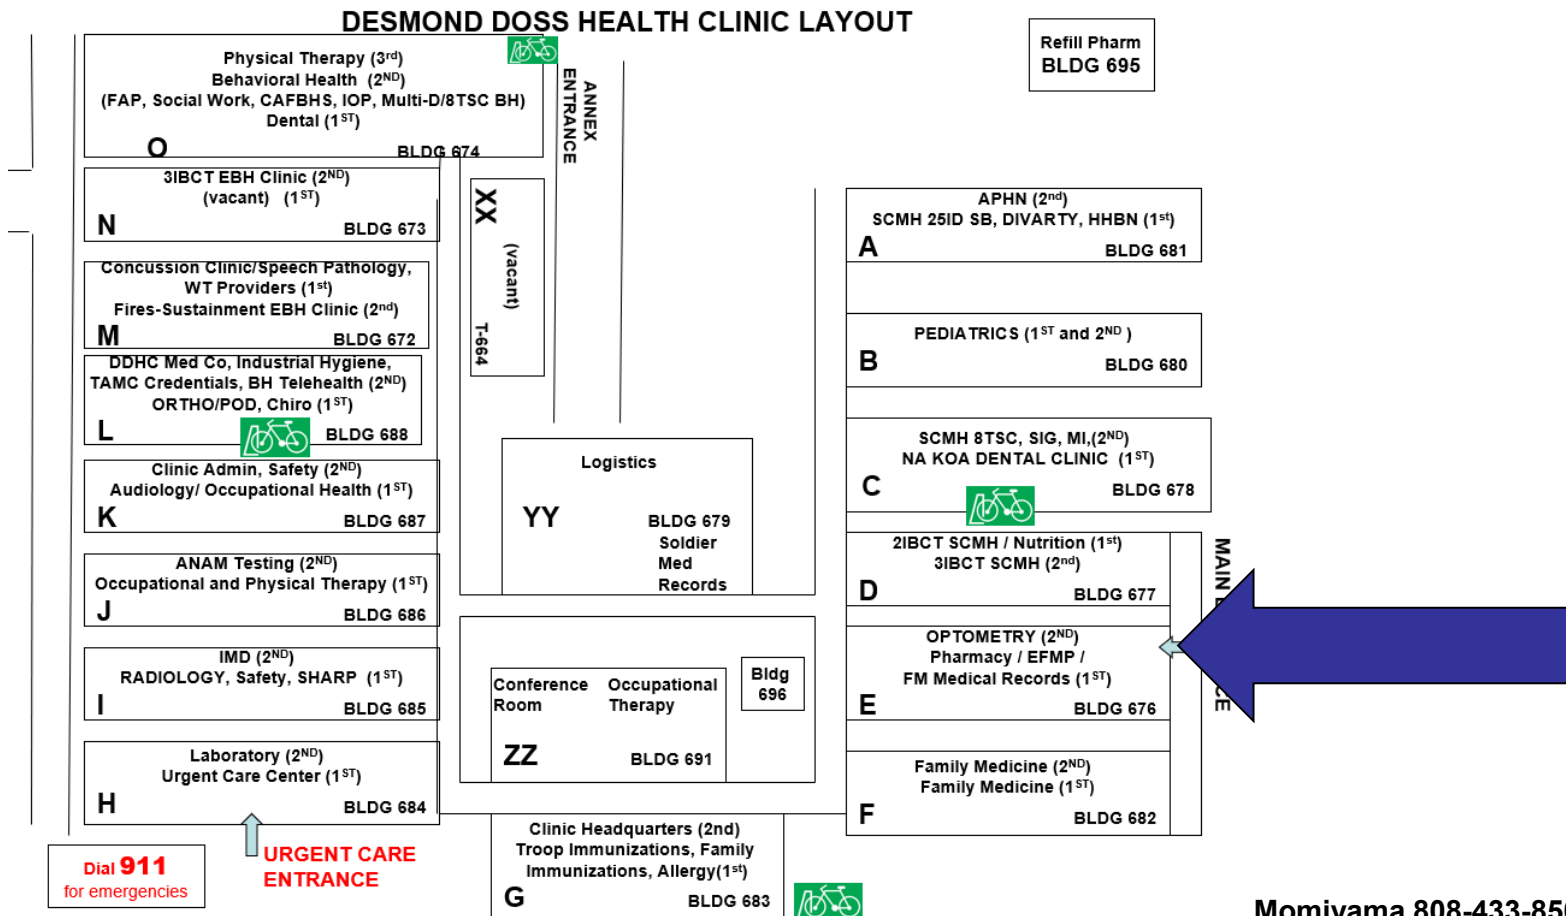 DESMOND DOSS HEALTH CLINIC LAYOUT
Refill Pharm
BLDG 695
Physical Therapy (3rd)
Behavioral Health (2ND)
(FAP, Social Work, CAFBHS, IOP, Multi-D/8TSC BH)
Dental (1ST)
O
BLDG 674
ANNEX
ENTRANCE
3IBCT EBH Clinic (2ND)
(vacant) (1ST)
N
BLDG 673
XX
(vacant)
T-664
Concussion Clinic/Speech Pathology,
WT Providers (1st)
Fires-Sustainment EBH Clinic (2nd)
M
BLDG 672
DDHC Med Co, Industrial Hygiene,
TAMC Credentials, BH Telehealth (2ND)
ORTHO/POD, Chiro (1ST)
L
BLDG 688
Clinic Admin, Safety (2ND)
Audiology/ Occupational Health (1ST)
K
BLDG 687
ANAM Testing (2ND)
Occupational and Physical Therapy (1ST)
J
BLDG 686
IMD (2ND)
RADIOLOGY, Safety, SHARP (1ST)
I
BLDG 685
Laboratory (2ND)
Urgent Care Center (1ST)
H
BLDG 684
URGENT CARE
ENTRANCE
Dial 911
for emergencies
Logistics
YY
BLDG 679
Soldier
Med
Records
Conference Room
Occupational Therapy
ZZ
BLDG 691
Bldg
696
Clinic Headquarters (2nd)
Troop Immunizations, Family
Immunizations, Allergy(1st)
G
BLDG 683
APHN (2nd)
SCMH 25ID SB, DIVARTY, HHBN (1st)
A
BLDG 681
PEDIATRICS (1ST and 2ND )
B
BLDG 680
SCMH 8TSC, SIG, MI,(2ND)
NA KOA DENTAL CLINIC (1ST)
C
BLDG 678
2IBCT SCMH / Nutrition (1st)
3IBCT SCMH (2nd)
D
BLDG 677
OPTOMETRY (2ND)
Pharmacy / EFMP /
FM Medical Records (1ST)
E
BLDG 676
Family Medicine (2ND)
Family Medicine (1ST)
F
BLDG 682
MAIN
Momiyama 808-433-850